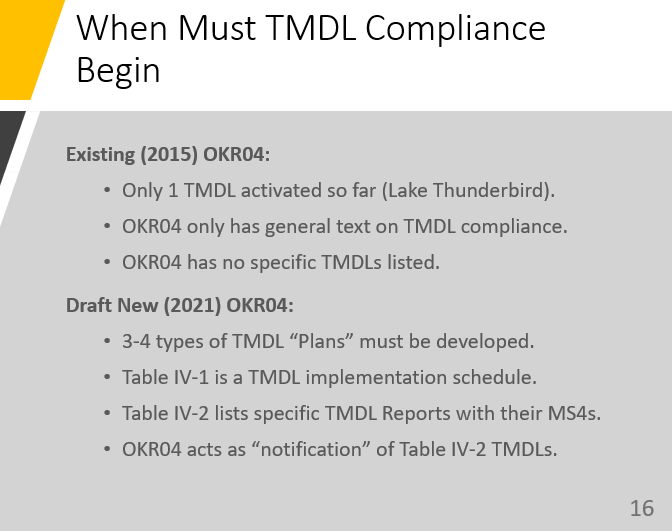 When Must TMDL Compliance
Begin
Existing (2015) OKR04:
• Only 1 TMDL activated so far (Lake Thunderbird).
• OKR04 only has general text on TMDL compliance.
• OKR04 has no specific TMDLs listed.
Draft New (2021) OKR04:
• 3-4 types of TMDL “Plans” must be developed.
• Table IV-1 is a TMDL implementation schedule.
• Table IV-2 lists specific TMDL Reports with their MS4s.
• OKR04 acts as “notification” of Table IV-2 TMDLs.
16